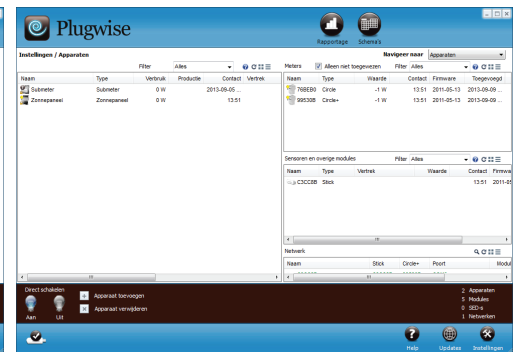 Plugwise
Rapportage Schema's
Instellingen / Apparaten
Navigeer naar Apparaten
Filter Alles
Meters Alleen niet toegewezen Filter Alles
Naam Type Verbruik Productie Contact Vertrek
Naam Type Waarde Contact Firmware Toegevoegd
Submeter Submeter 0 W 2013-09-05 ...
76BEB0 Circle -1 W 13:51 2011-05-13 2013-09-09 ...
Zonnepaneel Zonnepaneel 0 W 13:51
99530B Circle+ -1 W 13:51 2011-05-13 2013-09-09 ...
Sensoren en overige modules Filter Alles
Naam Type Vertrek Waarde Contact Firmwa
C3CC8B Stick 13:51 2011-05
Netwerk
Naam Stick Circle+ Poort Modul
Direct schakelen
Aan Uit
Apparaat toevoegen
Apparaat verwijderen
2 Apparaten
5 Modules
0 SED-s
1 Netwerken
Help Updates Instellingen